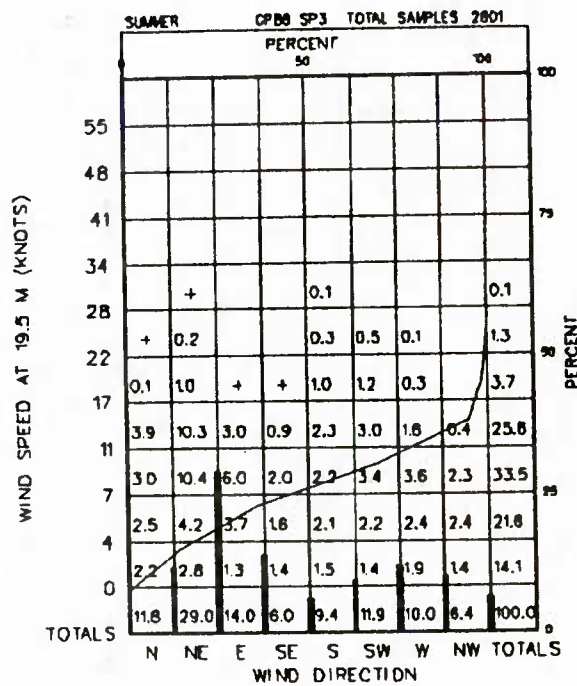 SUMMER CPB8 SP3 TOTAL SAMPLES 2801
PERCENT
50 100
100
55
48
41 75
34
+ 0.1 0.1
28
+ 0.2 0.3 0.5 0.1 1.3
22 50
0.1 1.0 + + 1.0 1.2 0.3 3.7
17
3.9 10.3 3.0 0.9 2.3 3.0 1.8 0.4 25.6
11
3.0 10.4 6.0 2.0 2.2 3.4 3.6 2.3 33.5
7 25
2.5 4.2 3.7 1.6 2.1 2.2 2.4 2.4 21.6
4
2.2 2.8 1.3 1.4 1.5 1.4 1.9 1.4 14.1
0
11.8 29.0 14.0 6.0 9.4 11.9 10.0 6.4 100.0
TOTALS 0
N NE E SE S SW W NW TOTALS
WIND DIRECTION
WIND SPEED AT 19.5 M (KNOTS)
PERCENT